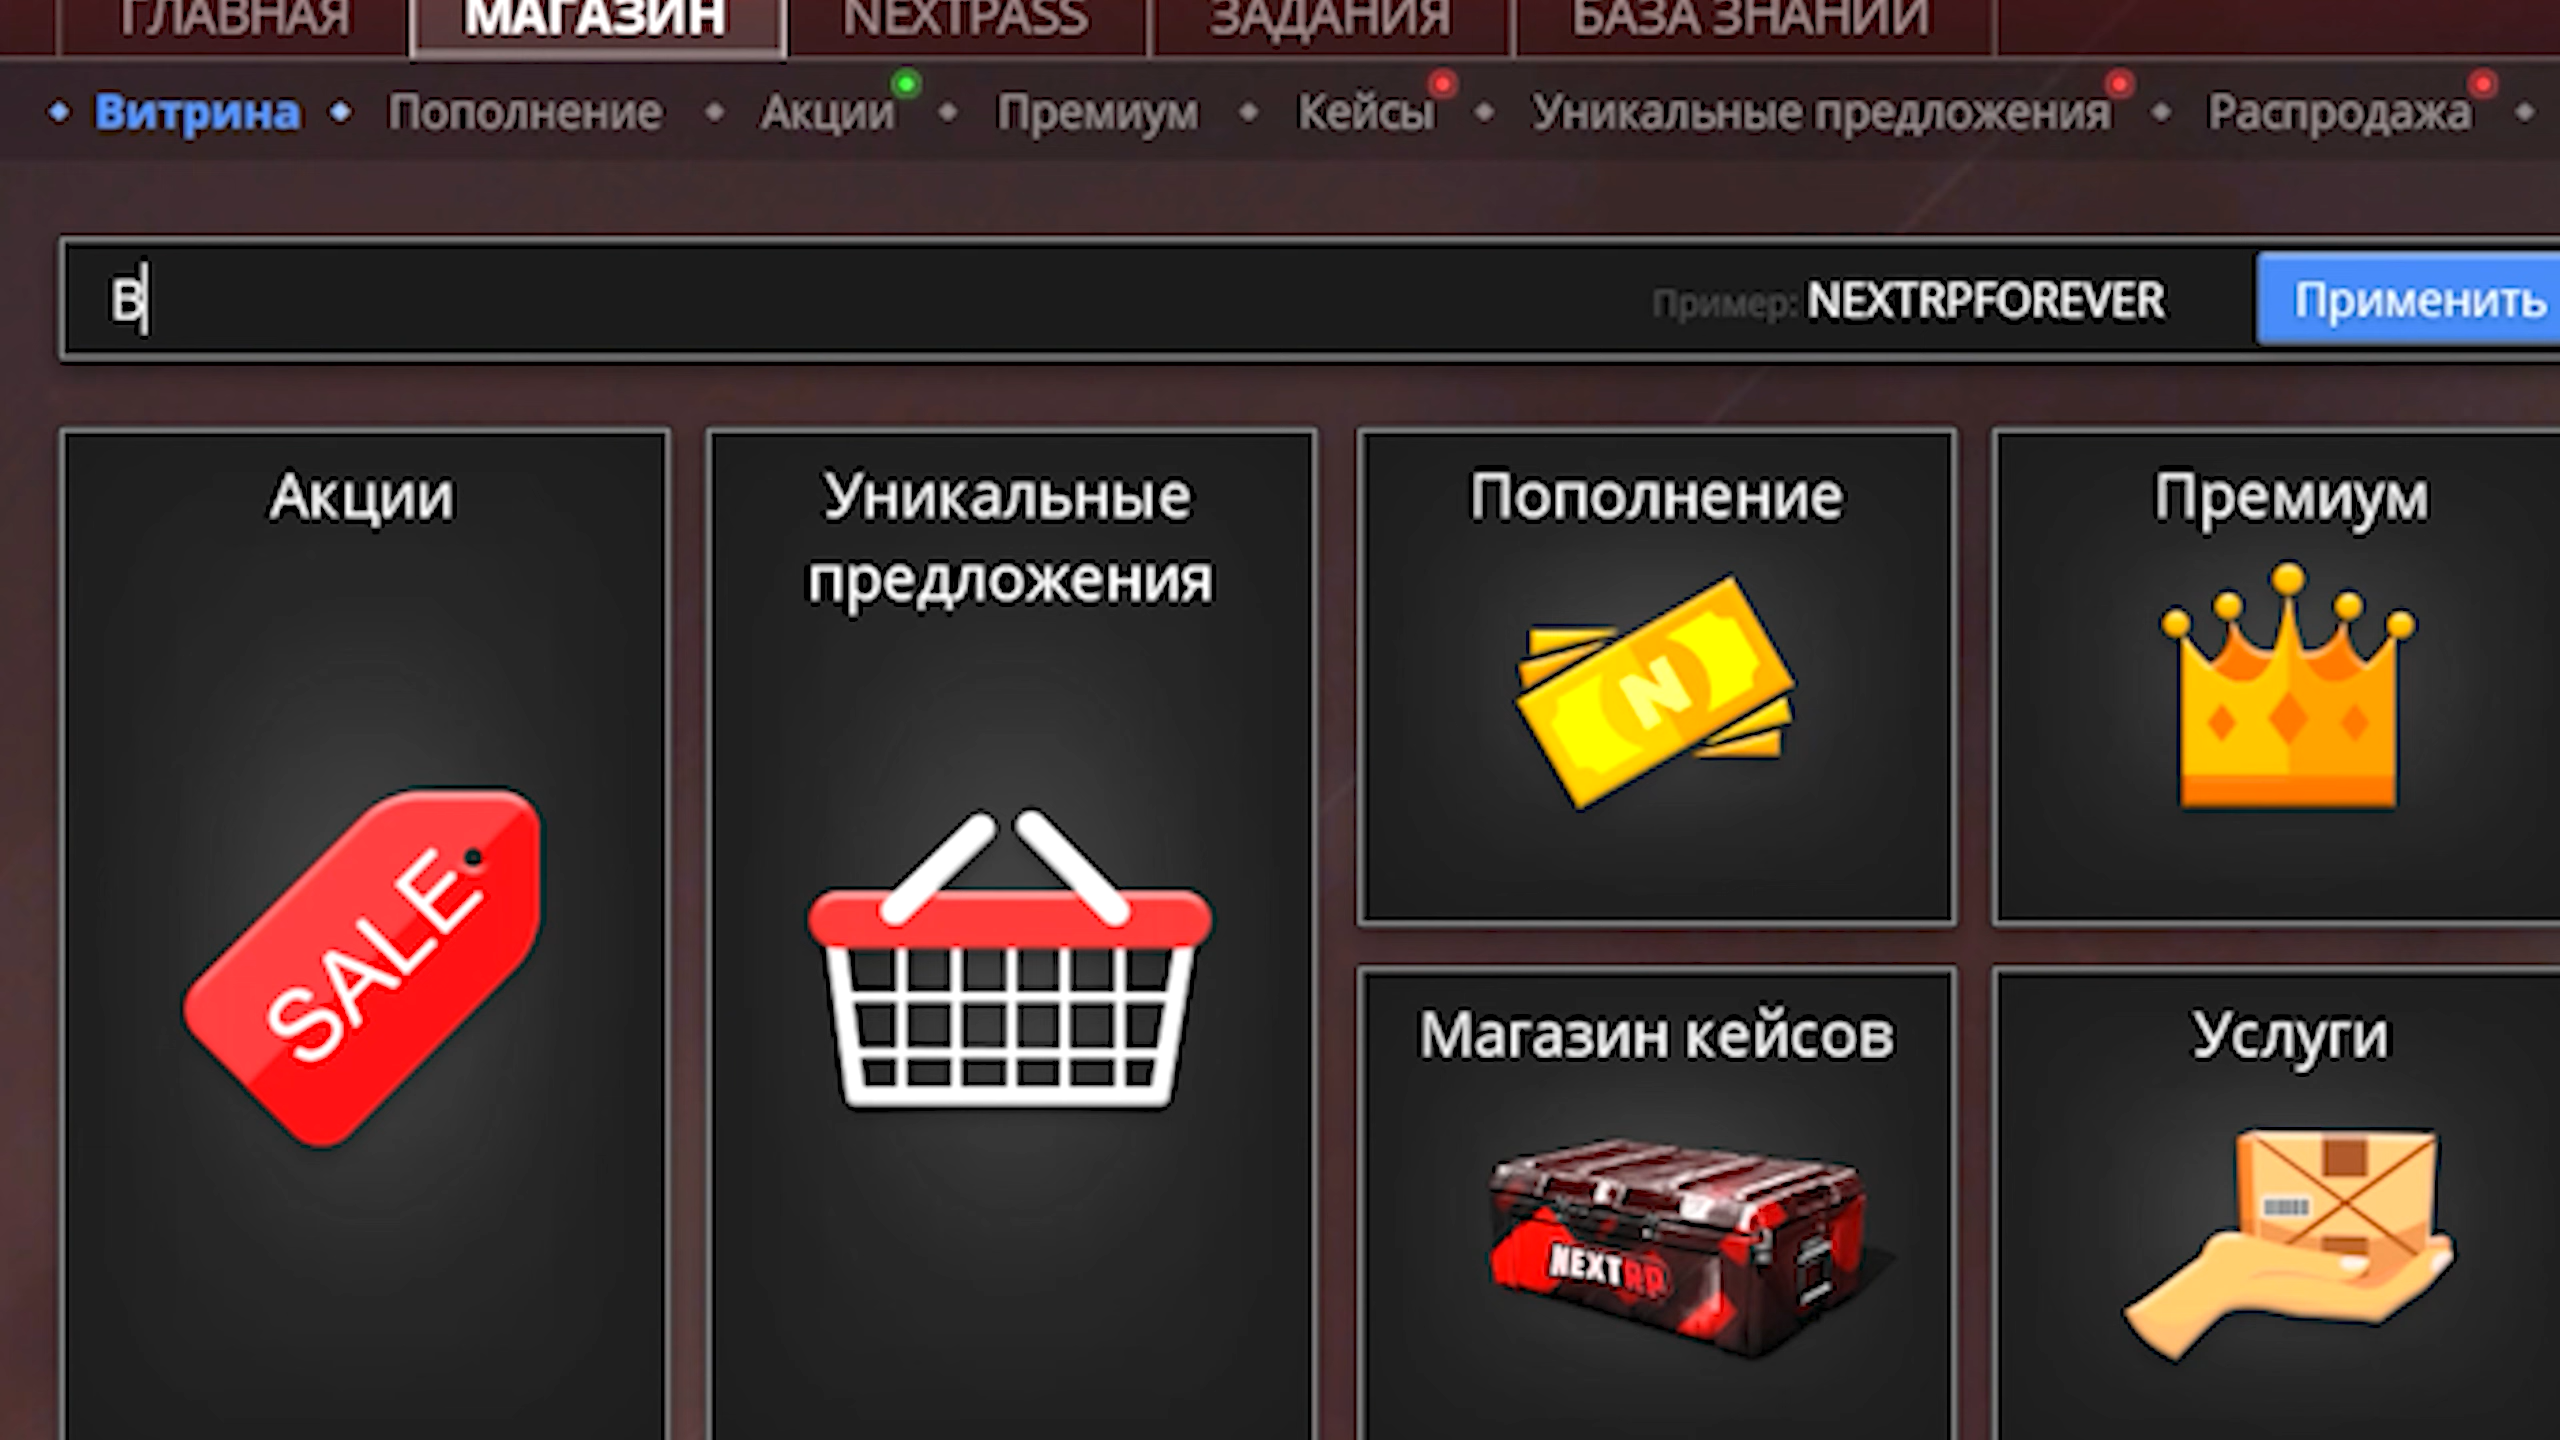 ГЛАВНАЯ МАГАЗИН NEXTPASS ЗАДАНИЯ БАЗА ЗНАНИЙ
Витрина Пополнение Акции Премиум Кейсы Уникальные предложения Распродажа
В Пример: NEXTRPFOREVER Применить
Акции
Уникальные
предложения
Пополнение
Премиум
N
SALE
Магазин кейсов
Услуги
NEXTRP